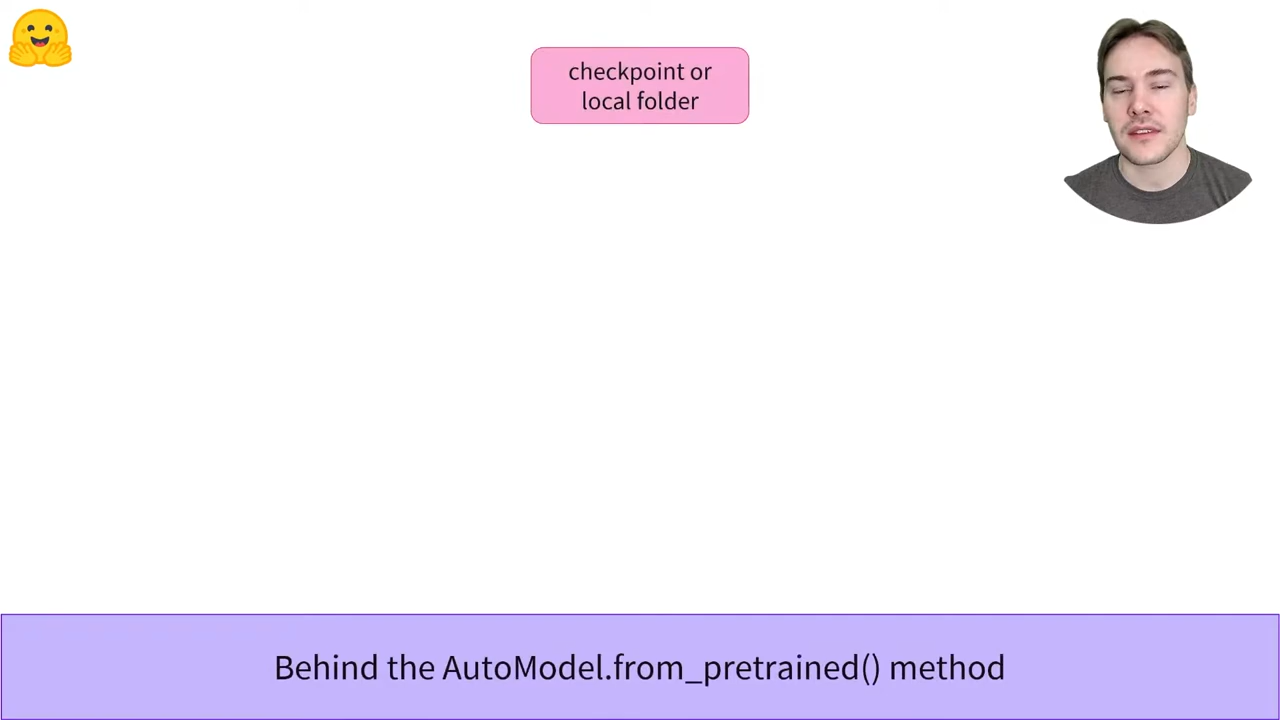 checkpoint or
local folder
Behind the AutoModel.from_pretrained() method